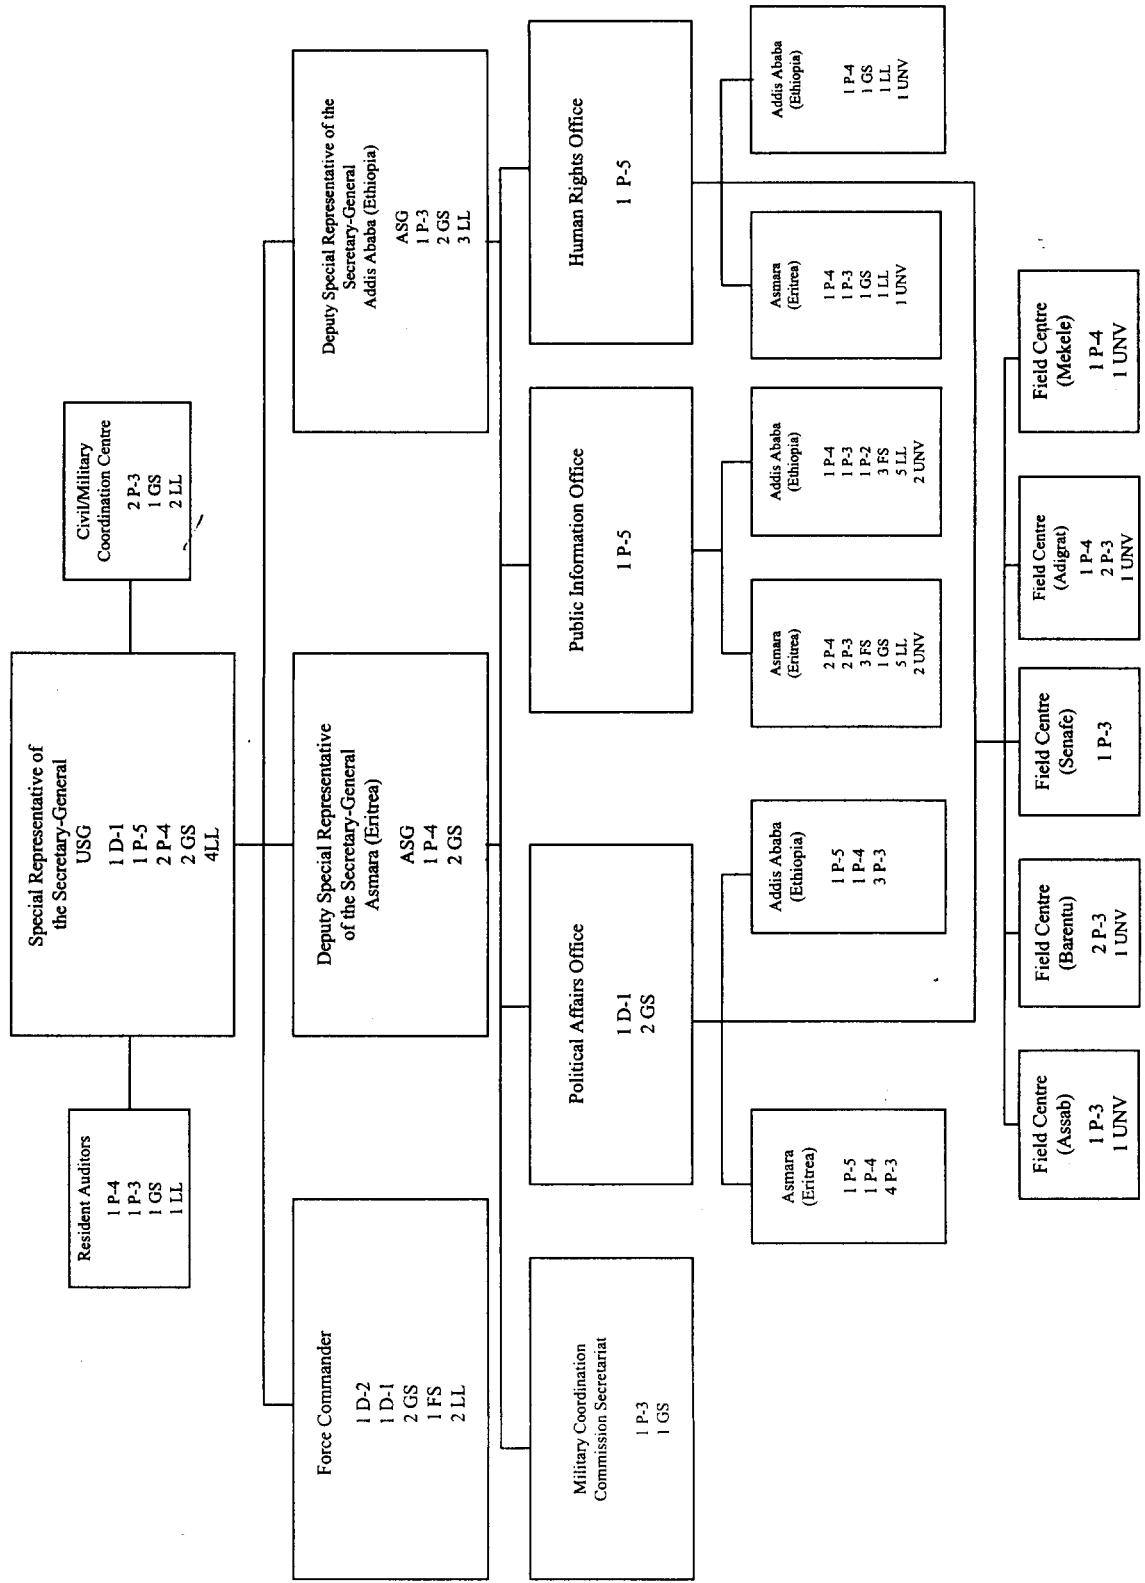 Special Representative of
the Secretary-General
USG
1 D-1
1 P-5
2 P-4
2 GS
4LL
Resident Auditors
1 P-4
1 P-3
1 GS
1 LL
Civil/Military
Coordination Centre
2 P-3
1 GS
2 LL
Force Commander
1 D-2
1 D-1
2 GS
1 FS
2 LL
Deputy Special Representative
of the Secretary-General
Asmara (Eritrea)
ASG
1 P-4
2 GS
Deputy Special Representative of the
Secretary-General
Addis Ababa (Ethiopia)
ASG
1 P-3
2 GS
3 LL
Military Coordination
Commission Secretariat
1 P-3
1 GS
Political Affairs Office
1 D-1
2 GS
Public Information Office
1 P-5
Human Rights Office
1 P-5
Asmara
(Eritrea)
1 P-5
1 P-4
4 P-3
Addis Ababa
(Ethiopia)
1 P-5
1 P-4
3 P-3
Asmara
(Eritrea)
2 P-4
2 P-3
3 FS
1 GS
5 LL
2 UNV
Addis Ababa
(Ethiopia)
1 P-4
1 P-3
1 P-2
3 FS
5 LL
2 UNV
Asmara
(Eritrea)
1 P-4
1 P-3
1 GS
1 LL
1 UNV
Addis Ababa
(Ethiopia)
1 P-4
1 GS
1 LL
1 UNV
Field Centre
(Assab)
1 P-3
1 UNV
Field Centre
(Barentu)
2 P-3
1 UNV
Field Centre
(Senafe)
1 P-3
Field Centre
(Adigrat)
1 P-4
2 P-3
1 UNV
Field Centre
(Mekele)
1 P-4
1 UNV